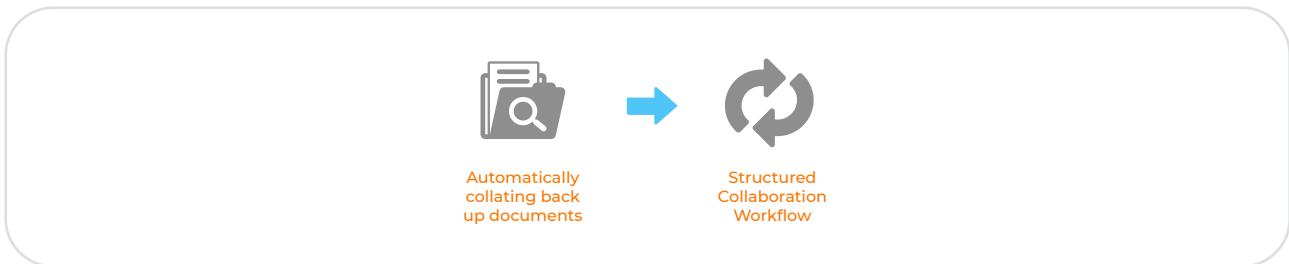 Automatically
collating back
up documents
Structured
Collaboration
Workflow